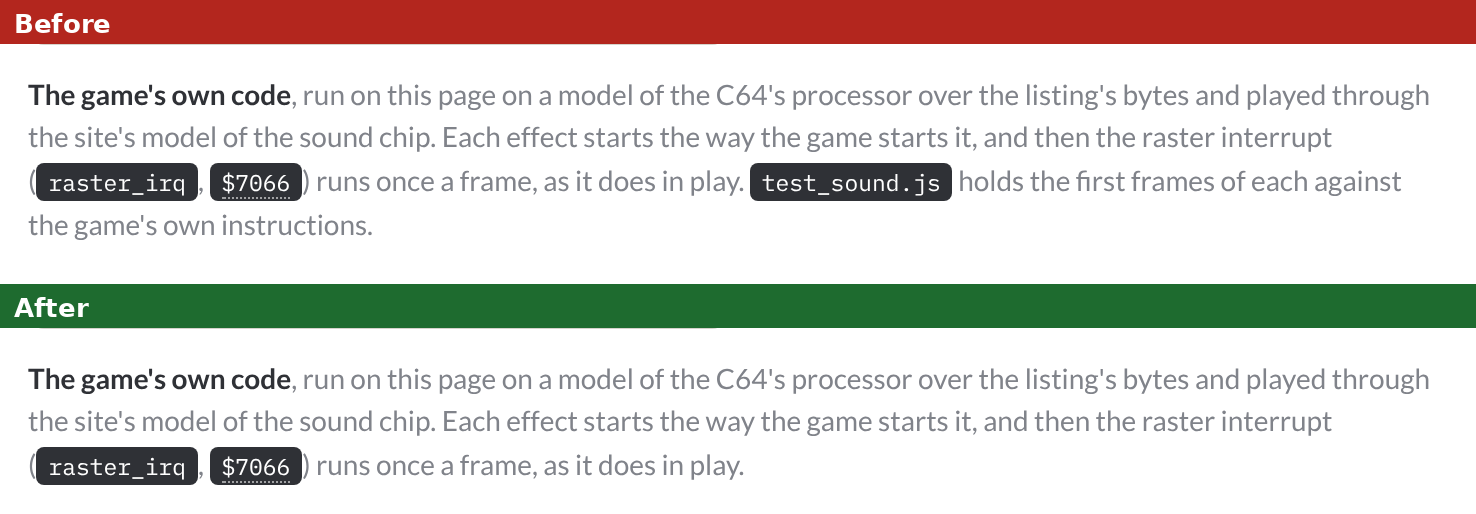 Before
The game's own code, run on this page on a model of the C64's processor over the listing's bytes and played through
the site's model of the sound chip. Each effect starts the way the game starts it, and then the raster interrupt
(raster_irq, $7066) runs once a frame, as it does in play. test_sound.js holds the first frames of each against
the game's own instructions.
After
The game's own code, run on this page on a model of the C64's processor over the listing's bytes and played through
the site's model of the sound chip. Each effect starts the way the game starts it, and then the raster interrupt
(raster_irq, $7066) runs once a frame, as it does in play.